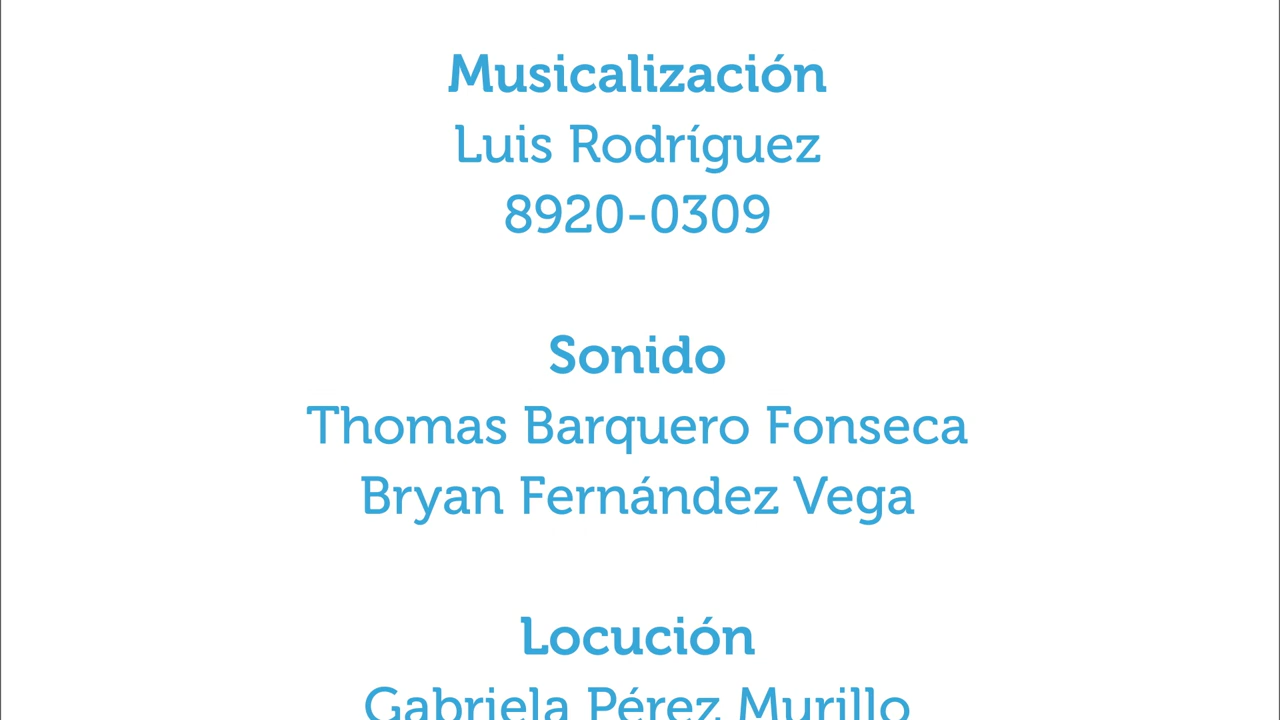 Musicalización
Luis Rodríguez
8920-0309
Sonido
Thomas Barquero Fonseca
Bryan Fernández Vega
Locución
Gabriela Pérez Murillo